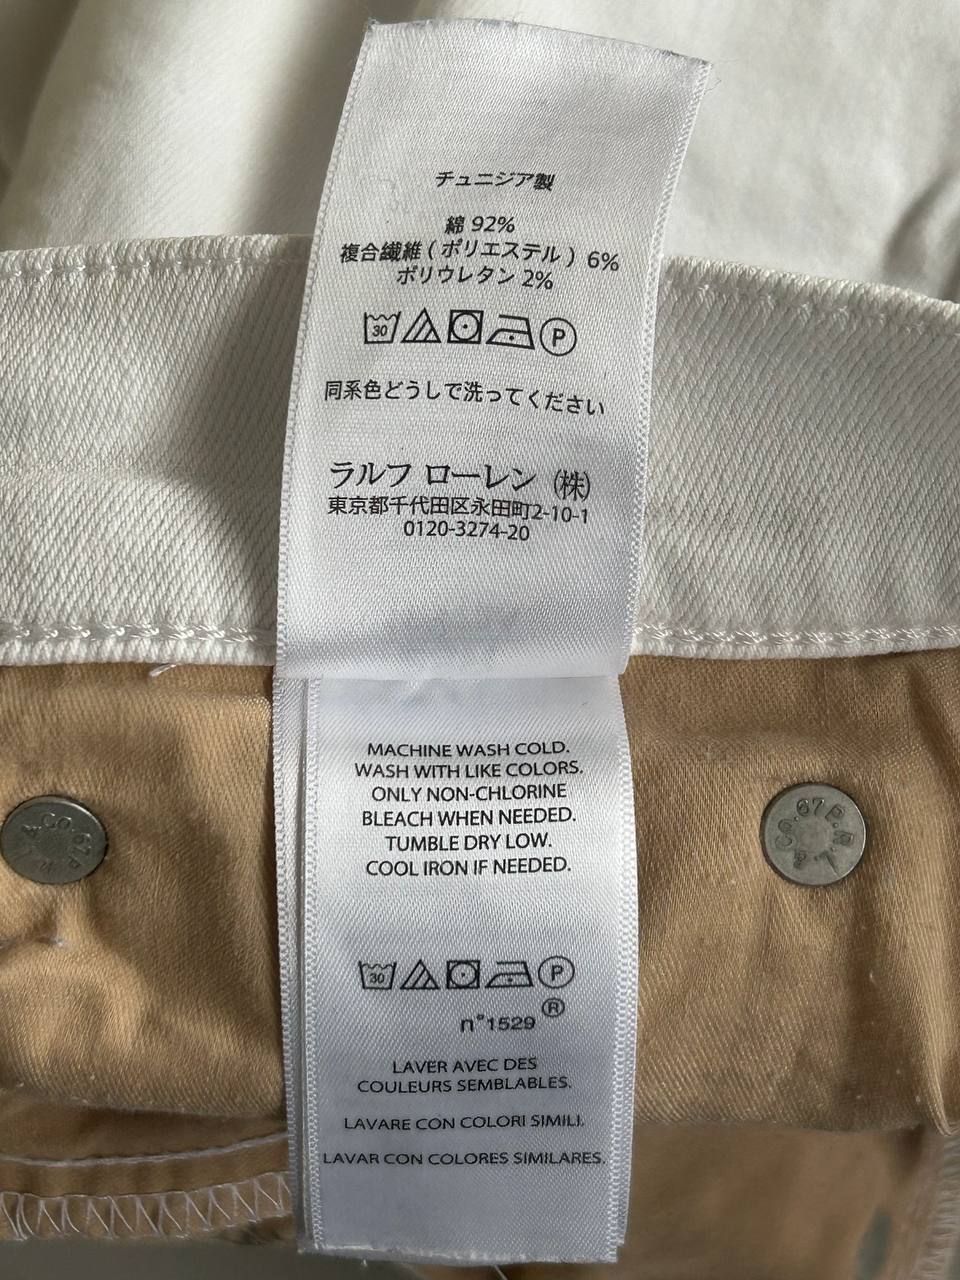 チュニジア製
綿 92%
複合繊維 ( ポリエステル ) 6%
ポリウレタン 2%
30 P
同系色どうしで洗ってください
ラルフ ローレン (株)
東京都千代田区永田町2-10-1
0120-3274-20
MACHINE WASH COLD.
WASH WITH LIKE COLORS.
ONLY NON-CHLORINE
BLEACH WHEN NEEDED.
TUMBLE DRY LOW.
COOL IRON IF NEEDED.
30 P
n°1529 ®
LAVER AVEC DES
COULEURS SEMBLABLES.
LAVARE CON COLORI SIMILI.
LAVAR CON COLORES SIMILARES.
Co. 67 P.R.L.
Co. 67 P